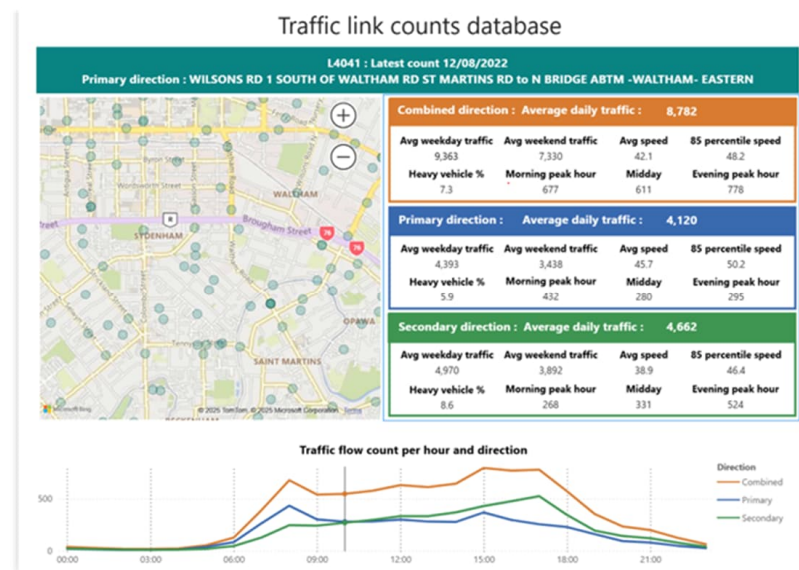 Traffic link counts database
L4041 : Latest count 12/08/2022
Primary direction : WILSONS RD 1 SOUTH OF WALTHAM RD ST MARTINS RD to N BRIDGE ABTM -WALTHAM- EASTERN
Combined direction : Average daily traffic : 8,782
Avg weekday traffic Avg weekend traffic Avg speed 85 percentile speed
9,363 7,330 42.1 48.2
Heavy vehicle % Morning peak hour Midday Evening peak hour
7.3 677 611 778
Primary direction : Average daily traffic : 4,120
Avg weekday traffic Avg weekend traffic Avg speed 85 percentile speed
4,393 3,438 45.7 50.2
Heavy vehicle % Morning peak hour Midday Evening peak hour
5.9 432 280 295
Secondary direction : Average daily traffic : 4,662
Avg weekday traffic Avg weekend traffic Avg speed 85 percentile speed
4,970 3,892 38.9 46.4
Heavy vehicle % Morning peak hour Midday Evening peak hour
8.6 268 331 524
Byron Street
Wordsworth Street
WALTHAM
Brougham Street
76
76
SYDENHAM
OPAWA
SAINT MARTINS
Microsoft Bing
© 2025 TomTom, © 2025 Microsoft Corporation Terms
Traffic flow count per hour and direction
Direction
Combined
Primary
Secondary
500
0
00:00 03:00 06:00 09:00 12:00 15:00 18:00 21:00